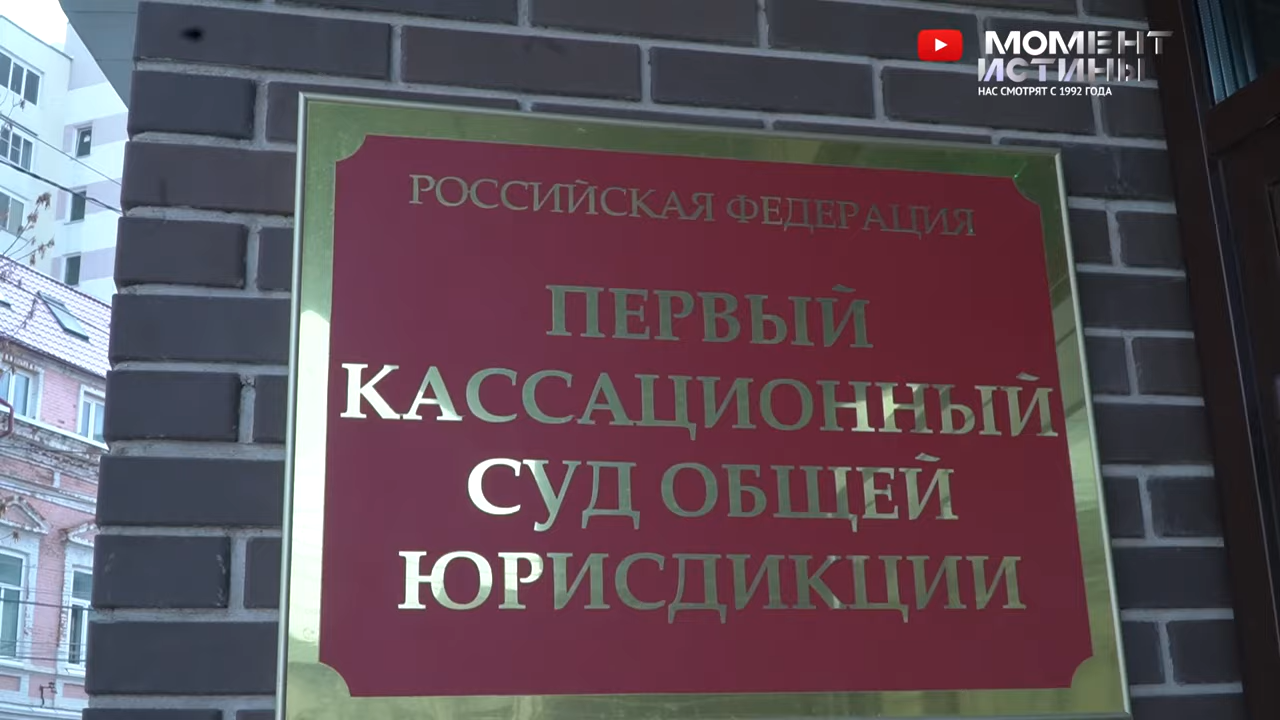 МОМЕНТ
ИСТИНЫ
НАС СМОТРЯТ С 1992 ГОДА
РОССИЙСКАЯ ФЕДЕРАЦИЯ
ПЕРВЫЙ
КАССАЦИОННЫЙ
СУД ОБЩЕЙ
ЮРИСДИКЦИИ